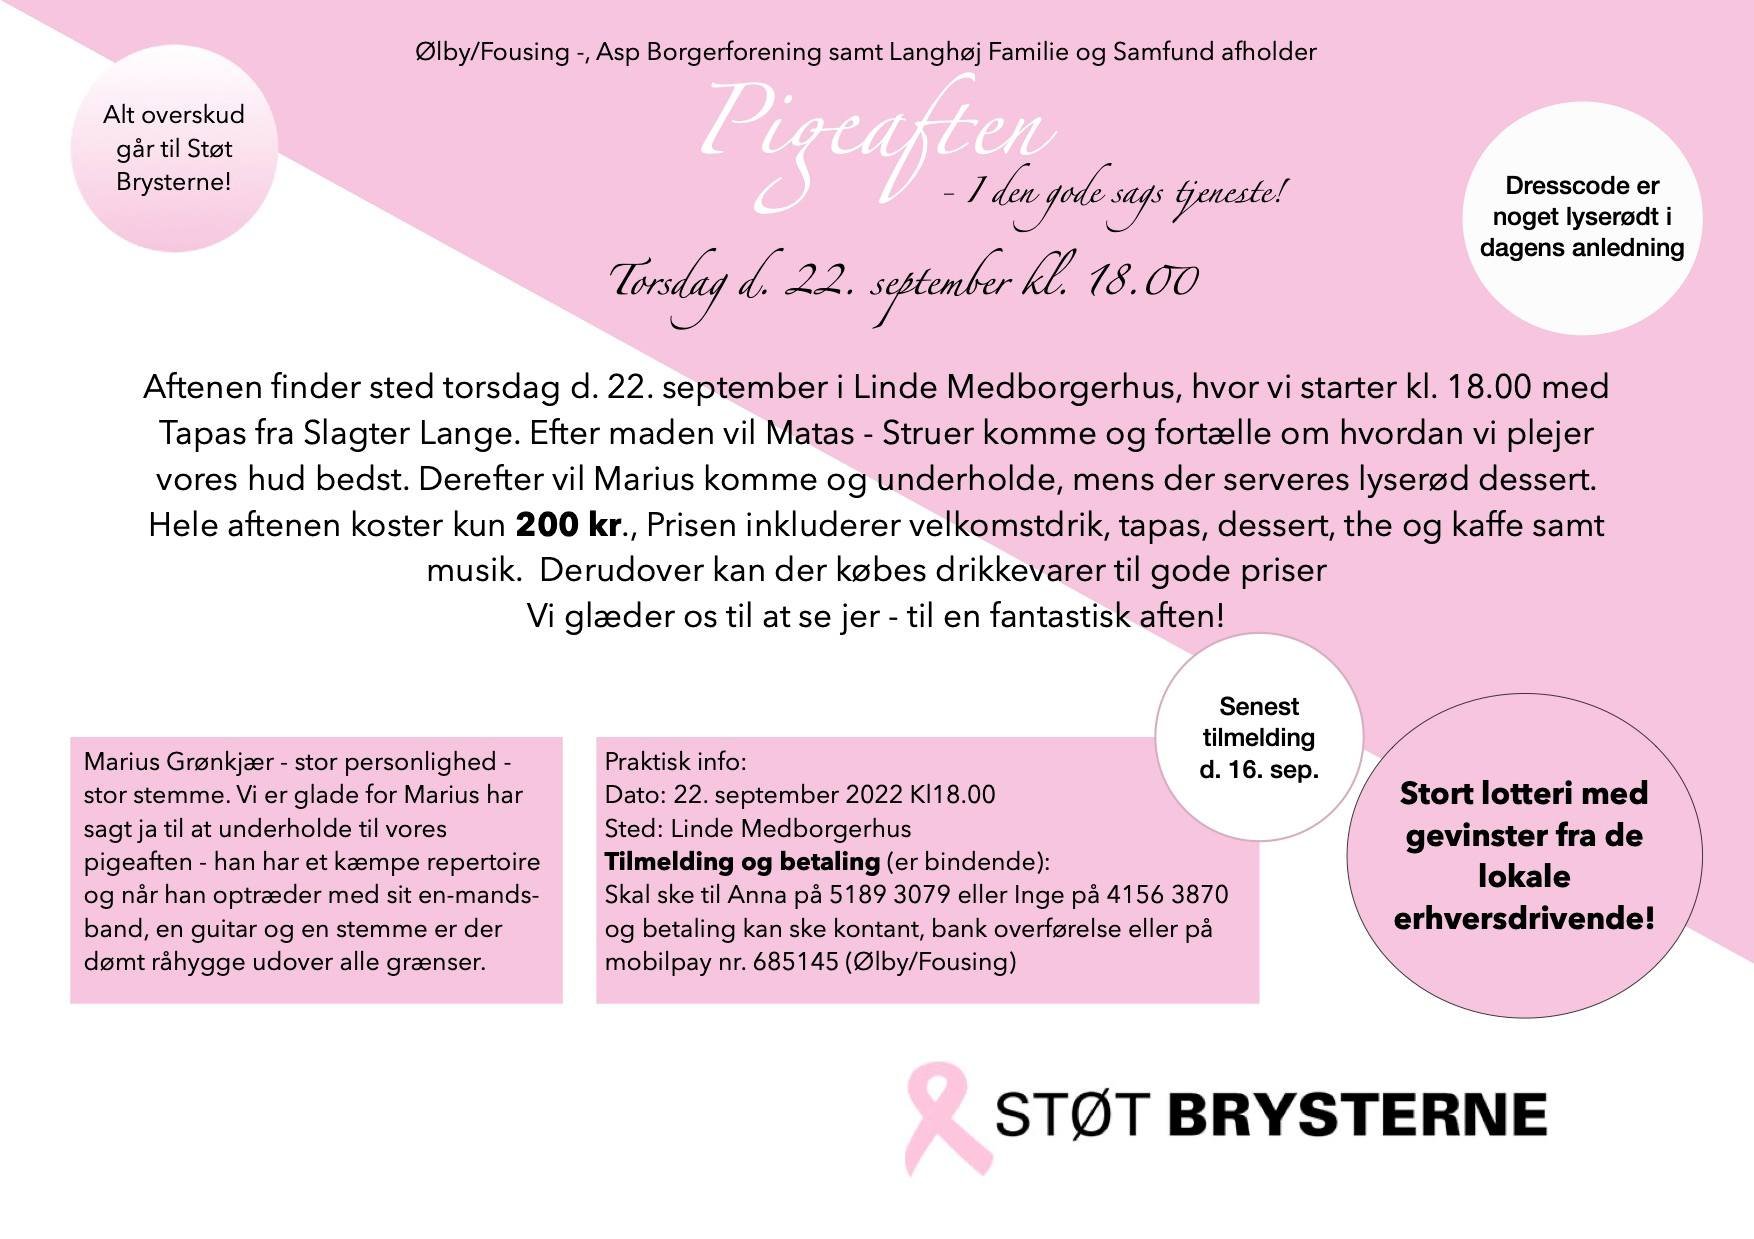 Ølby/Fousing -, Asp Borgerforening samt Langhøj Familie og Samfund afholder
Pigeaften
- I den gode sags tjeneste!
Torsdag d. 22. september kl. 18.00
Alt overskud
går til Støt
Brysterne!
Dresscode er
noget lyserødt i
dagens anledning
Aftenen finder sted torsdag d. 22. september i Linde Medborgerhus, hvor vi starter kl. 18.00 med
Tapas fra Slagter Lange. Efter maden vil Matas - Struer komme og fortælle om hvordan vi plejer
vores hud bedst. Derefter vil Marius komme og underholde, mens der serveres lyserød dessert.
Hele aftenen koster kun 200 kr., Prisen inkluderer velkomstdrik, tapas, dessert, the og kaffe samt
musik. Derudover kan der købes drikkevarer til gode priser
Vi glæder os til at se jer - til en fantastisk aften!
Marius Grønkjær - stor personlighed -
stor stemme. Vi er glade for Marius har
sagt ja til at underholde til vores
pigeaften - han har et kæmpe repertoire
og når han optræder med sit en-mands-
band, en guitar og en stemme er der
dømt råhygge udover alle grænser.
Praktisk info:
Dato: 22. september 2022 Kl18.00
Sted: Linde Medborgerhus
Tilmelding og betaling (er bindende):
Skal ske til Anna på 5189 3079 eller Inge på 4156 3870
og betaling kan ske kontant, bank overførelse eller på
mobilpay nr. 685145 (Ølby/Fousing)
Senest
tilmelding
d. 16. sep.
Stort lotteri med
gevinster fra de
lokale
erhversdrivende!
STØT BRYSTERNE